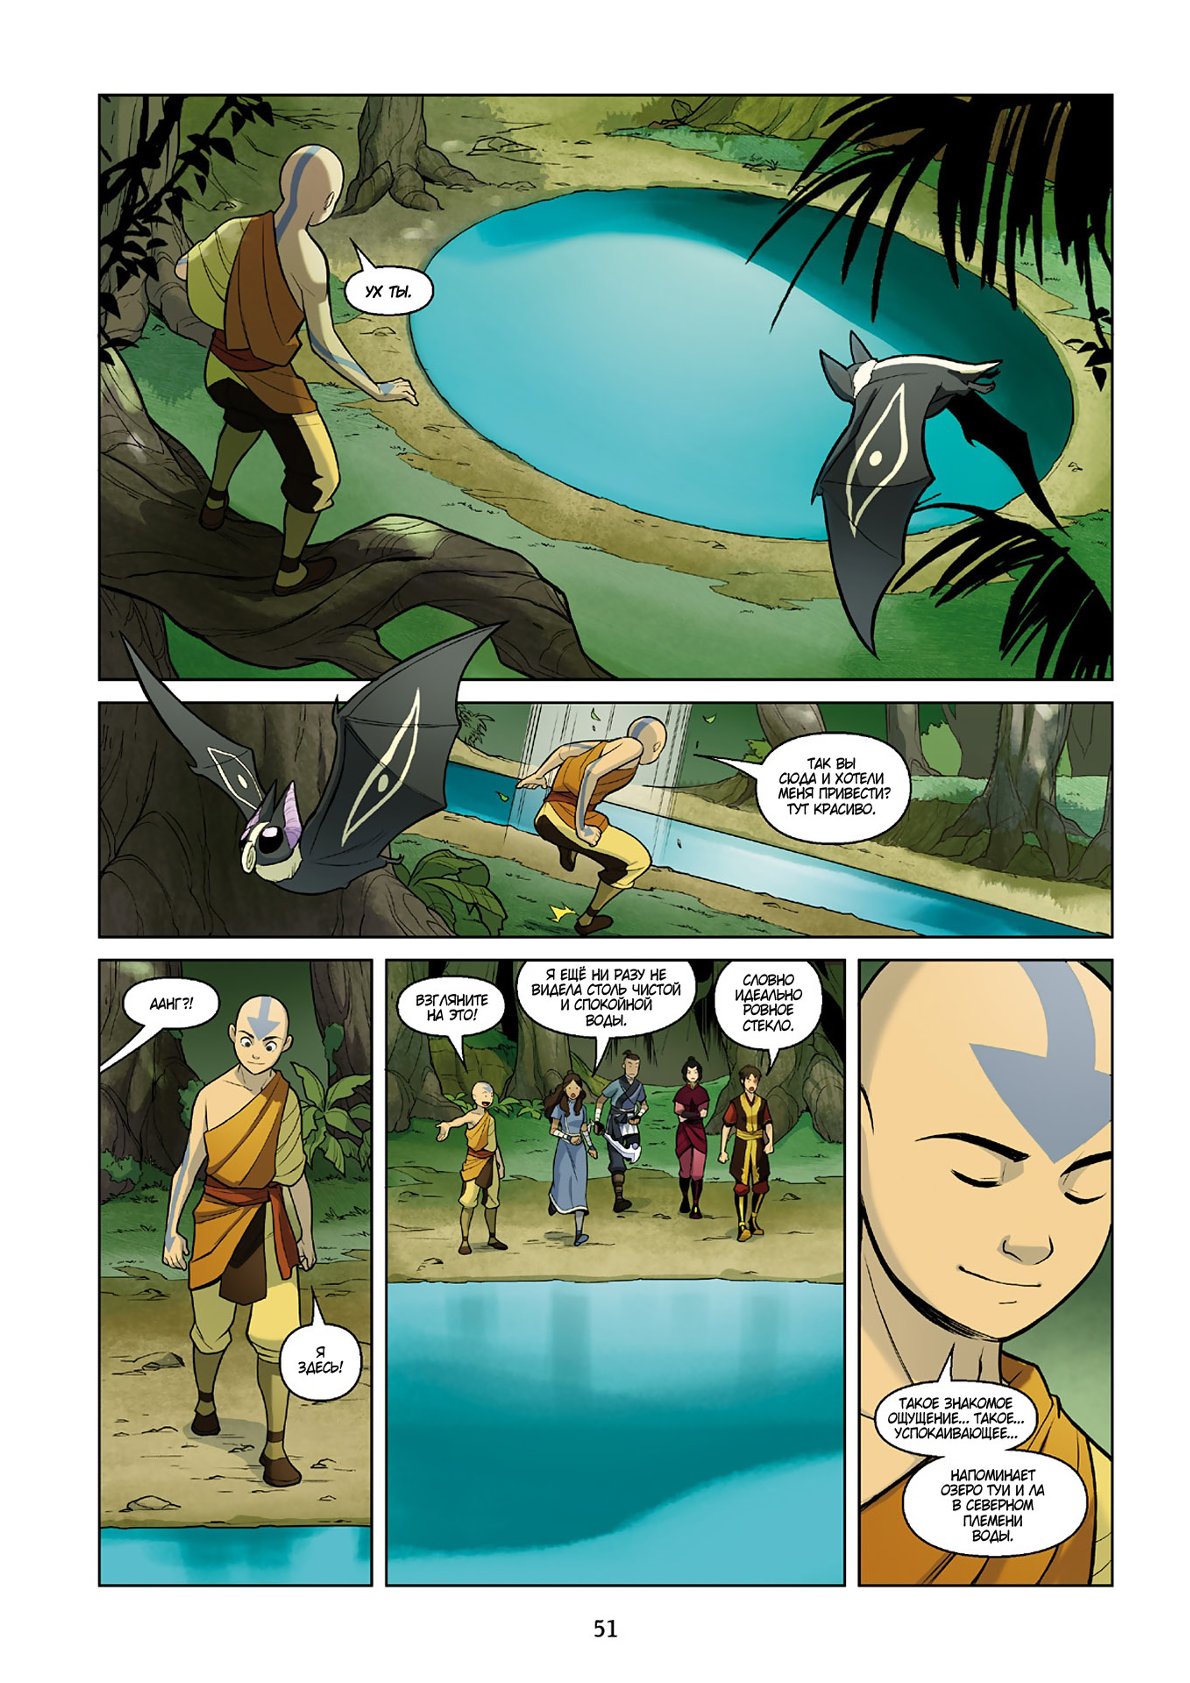 УХ ТЫ.
ТАК ВЫ
СЮДА И ХОТЕЛИ
МЕНЯ ПРИВЕСТИ?
ТУТ КРАСИВО.
ААНГ?!
Я
ЗДЕСЬ!
ВЗГЛЯНИТЕ
НА ЭТО!
Я ЕЩЁ НИ РАЗУ НЕ
ВИДЕЛА СТОЛЬ ЧИСТОЙ
И СПОКОЙНОЙ
ВОДЫ.
СЛОВНО
ИДЕАЛЬНО
РОВНОЕ
СТЕКЛО.
ТАКОЕ ЗНАКОМОЕ
ОЩУЩЕНИЕ... ТАКОЕ...
УСПОКАИВАЮЩЕЕ...
НАПОМИНАЕТ
ОЗЕРО ТУИ И ЛА
В СЕВЕРНОМ
ПЛЕМЕНИ
ВОДЫ.
51